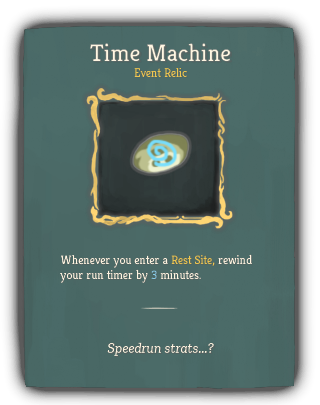 Time Machine
Event Relic
Whenever you enter a Rest Site, rewind
your run timer by 3 minutes.
Speedrun strats...?